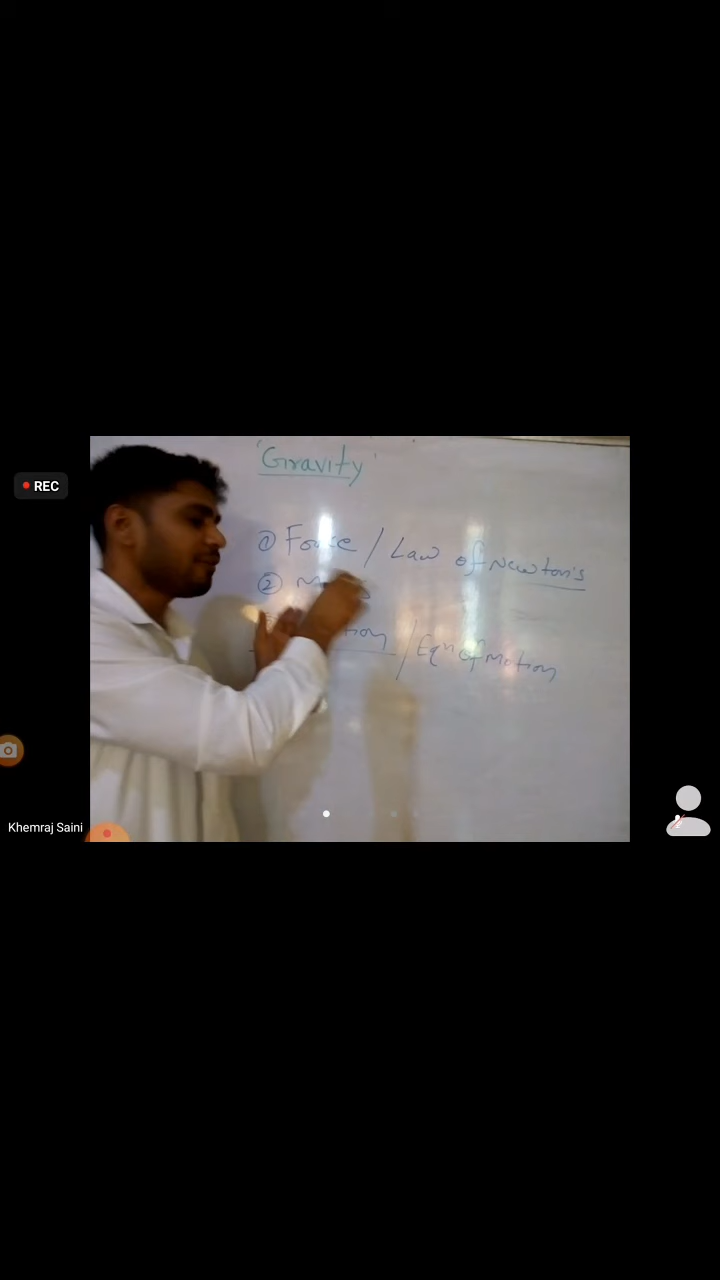 'Gravity'
① Force / Law of Newton's
②
/ Eqⁿ of Motion
REC
Khemraj Saini